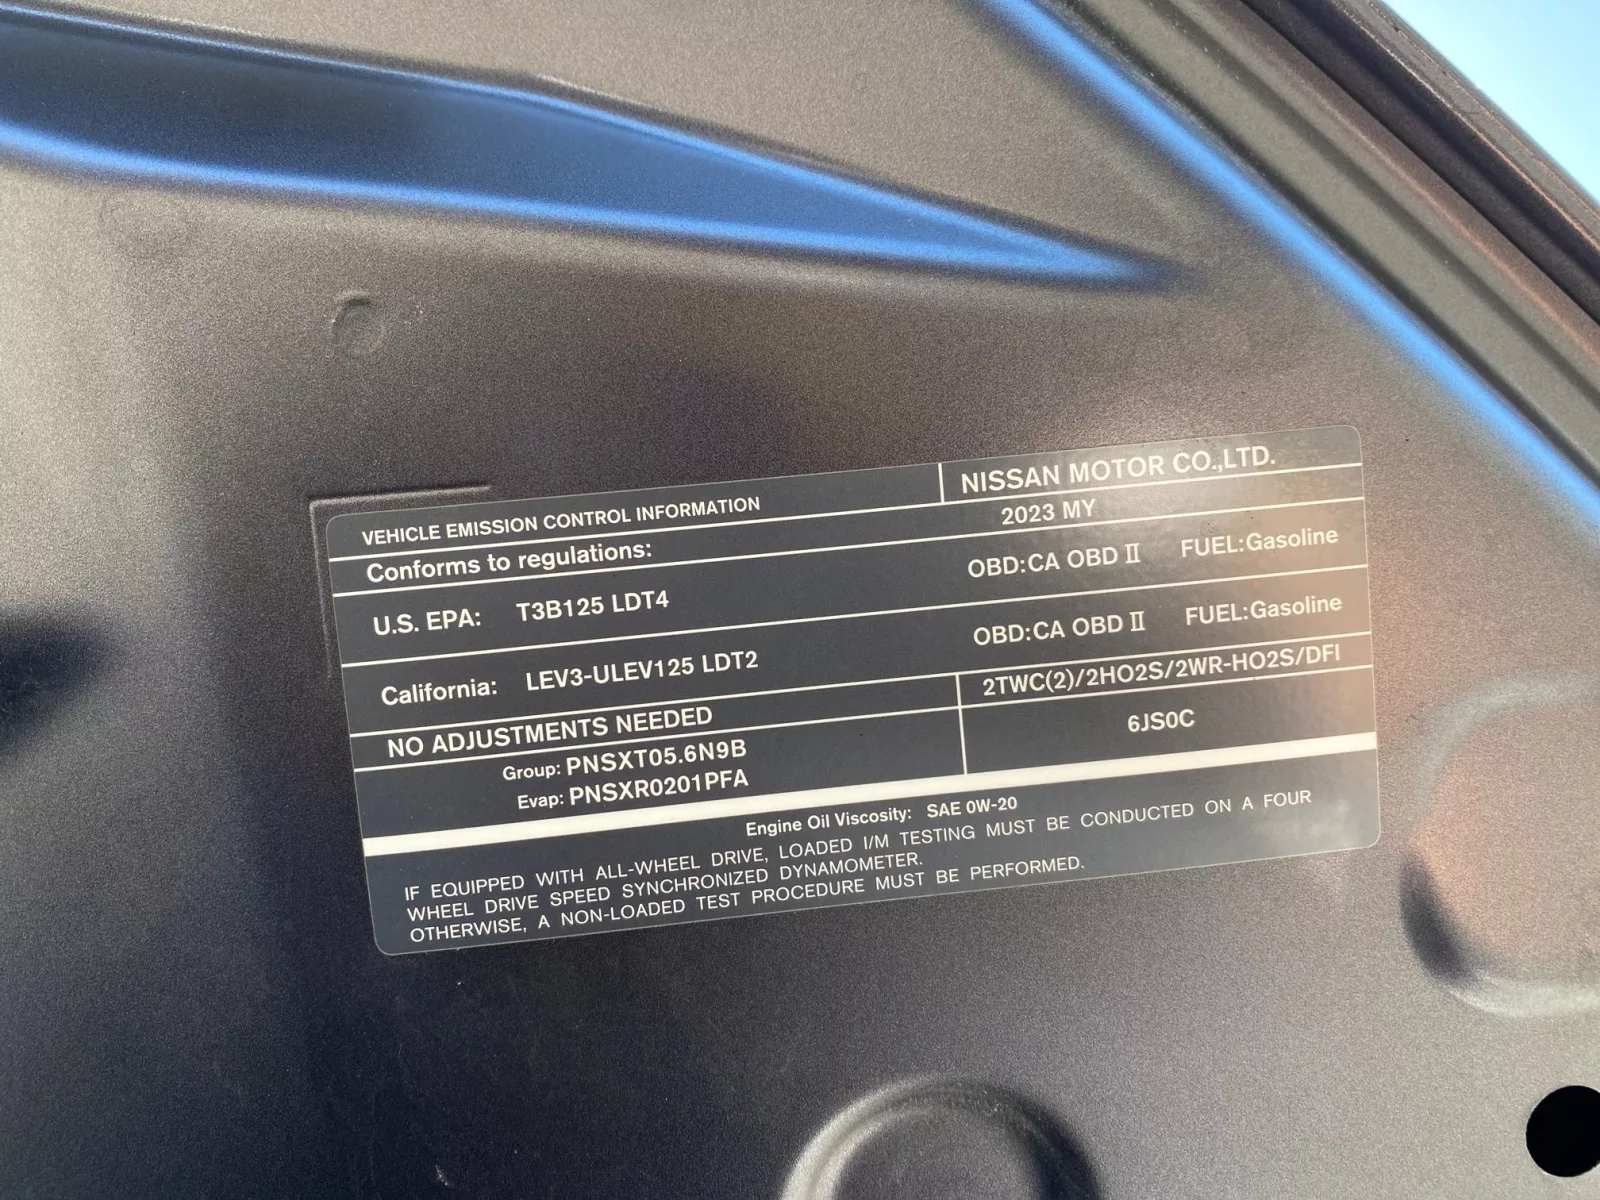 VEHICLE EMISSION CONTROL INFORMATION NISSAN MOTOR CO.,LTD.
Conforms to regulations: 2023 MY
U.S. EPA: T3B125 LDT4 OBD:CA OBD II FUEL:Gasoline
California: LEV3-ULEV125 LDT2 OBD:CA OBD II FUEL:Gasoline
NO ADJUSTMENTS NEEDED 2TWC(2)/2HO2S/2WR-HO2S/DFI
Group: PNSXT05.6N9B 6JS0C
Evap: PNSXR0201PFA
Engine Oil Viscosity: SAE 0W-20
IF EQUIPPED WITH ALL-WHEEL DRIVE, LOADED I/M TESTING MUST BE CONDUCTED ON A FOUR
WHEEL DRIVE SPEED SYNCHRONIZED DYNAMOMETER.
OTHERWISE, A NON-LOADED TEST PROCEDURE MUST BE PERFORMED.